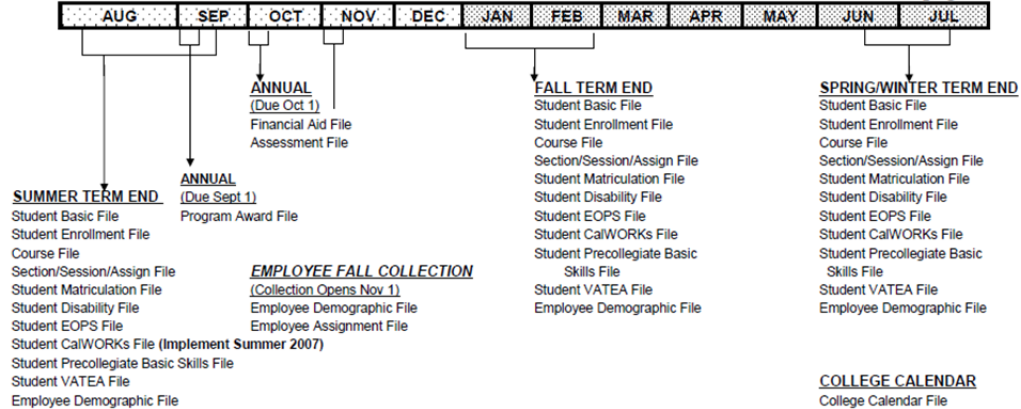 AUG SEP OCT NOV DEC JAN FEB MAR APR MAY JUN JUL
ANNUAL
(Due Oct 1)
Financial Aid File
Assessment File
ANNUAL
(Due Sept 1)
Program Award File
SUMMER TERM END
Student Basic File
Student Enrollment File
Course File
Section/Session/Assign File
Student Matriculation File
Student Disability File
Student EOPS File
Student CalWORKs File (Implement Summer 2007)
Student Precollegiate Basic Skills File
Student VATEA File
Employee Demographic File
EMPLOYEE FALL COLLECTION
(Collection Opens Nov 1)
Employee Demographic File
Employee Assignment File
FALL TERM END
Student Basic File
Student Enrollment File
Course File
Section/Session/Assign File
Student Matriculation File
Student Disability File
Student EOPS File
Student CalWORKs File
Student Precollegiate Basic
Skills File
Student VATEA File
Employee Demographic File
SPRING/WINTER TERM END
Student Basic File
Student Enrollment File
Course File
Section/Session/Assign File
Student Matriculation File
Student Disability File
Student EOPS File
Student CalWORKs File
Student Precollegiate Basic
Skills File
Student VATEA File
Employee Demographic File
COLLEGE CALENDAR
College Calendar File